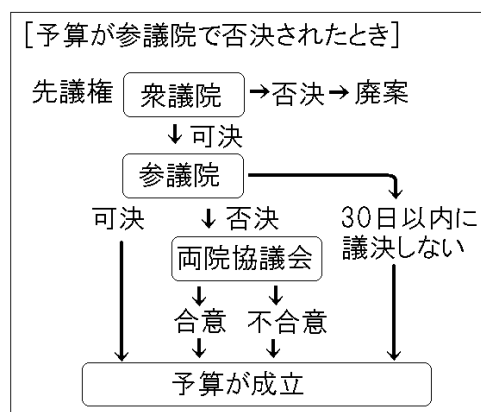 [予算が参議院で否決されたとき]
先議権 衆議院 →否決→廃案
↓可決
参議院
可決 ↓否決 30日以内に
議決しない
両院協議会
↓ ↓
合意 不合意
↓ ↓
予算が成立